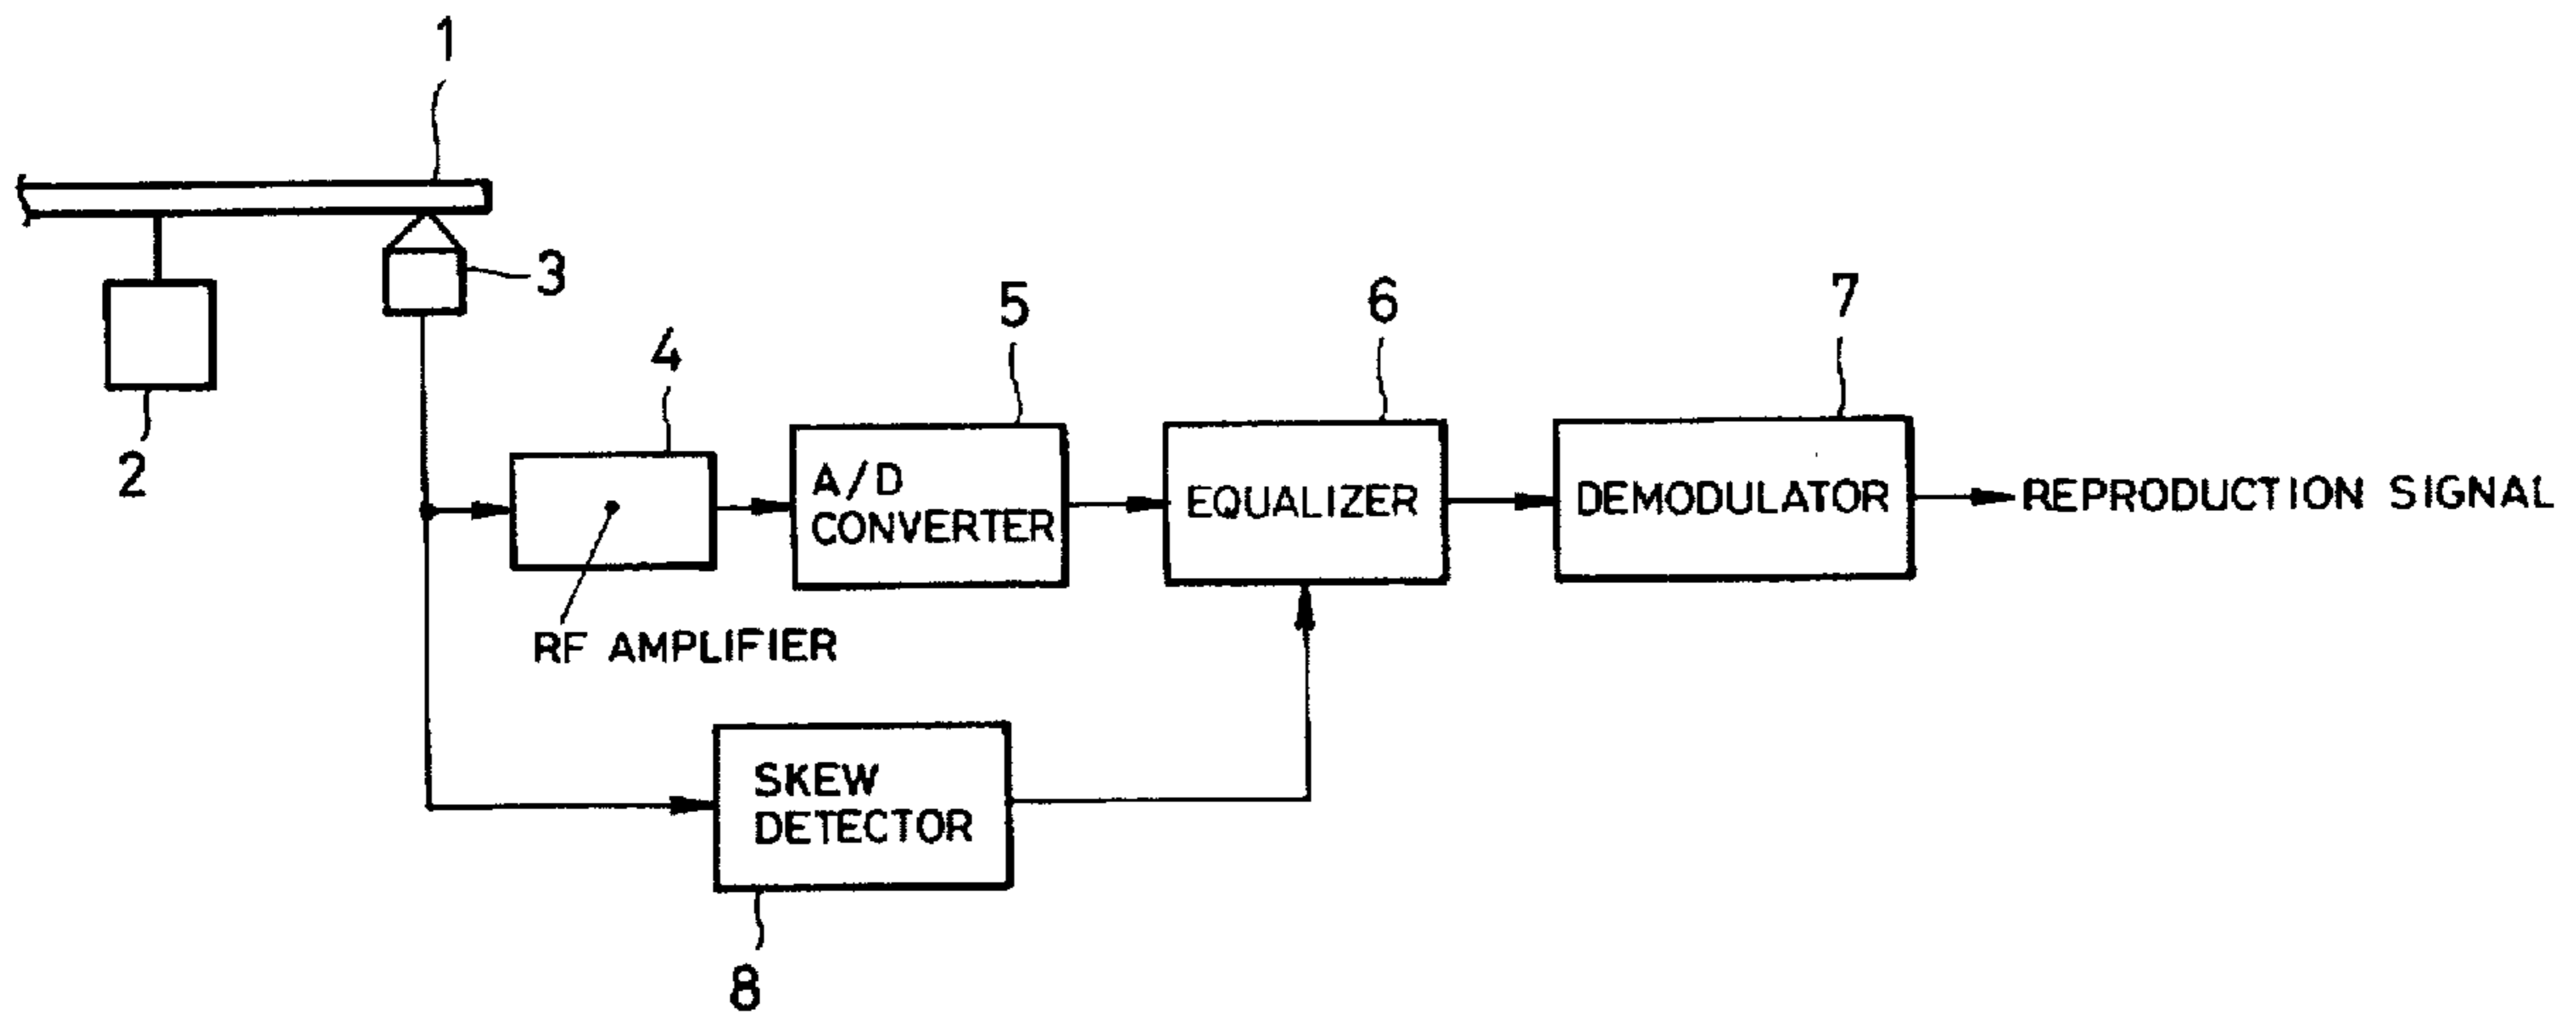 1
2
3
4
5
6
7
A/D
CONVERTER
EQUALIZER
DEMODULATOR
REPRODUCTION SIGNAL
RF AMPLIFIER
SKEW
DETECTOR
8